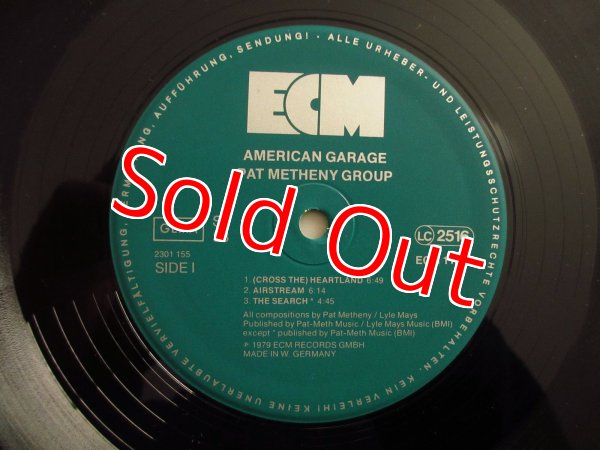 ECM
AMERICAN GARAGE
PAT METHENY GROUP
Sold Out
LC 2516
2301 155
SIDE I
1. (CROSS THE) HEARTLAND 6:49
2. AIRSTREAM 6:14
3. THE SEARCH * 4:45
All compositions by Pat Metheny / Lyle Mays
Published by Pat-Meth Music / Lyle Mays Music (BMI)
except * published by Pat-Meth Music (BMI)
℗ 1979 ECM RECORDS GMBH
MADE IN W. GERMANY
AUFFÜHRUNG, SENDUNG! - ALLE URHEBER- UND LEISTUNGSSCHUTZRECHTE VORBEHALTEN - KEIN VERLEIH! KEINE UNERLAUBTE VERVIELFÄLTIGUNG,